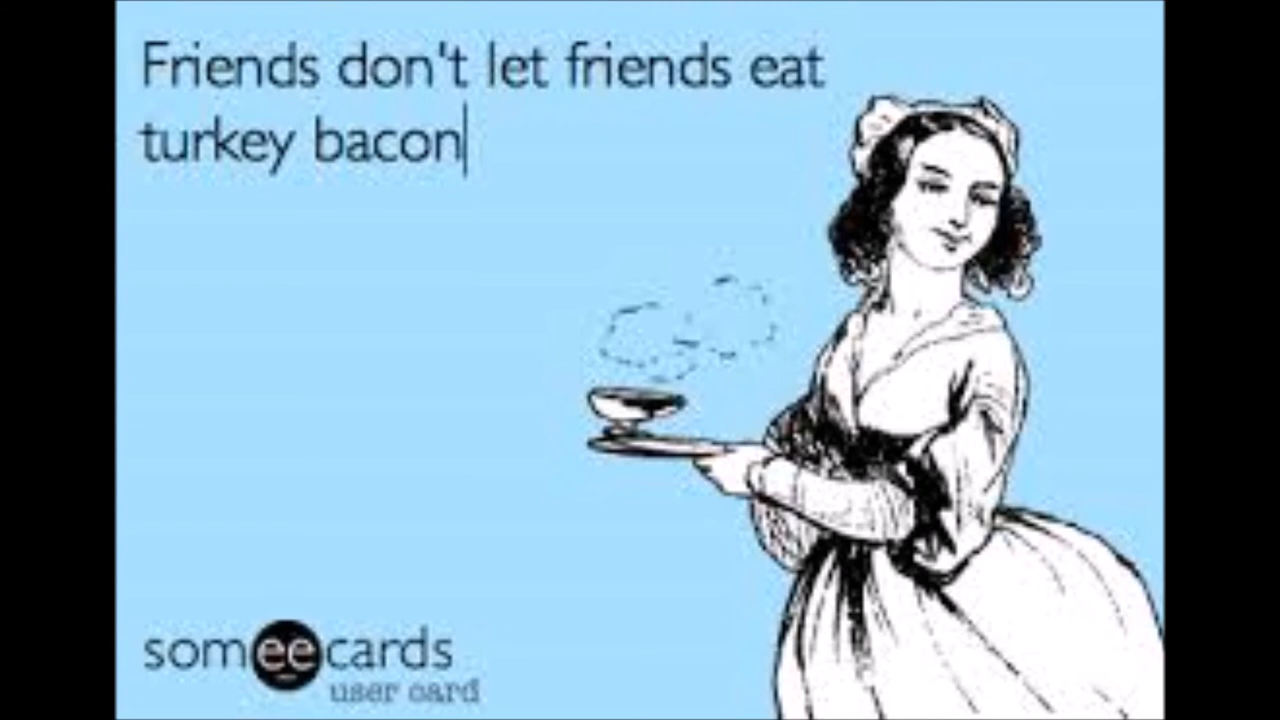 Friends don't let friends eat
turkey bacon
someecards
user card